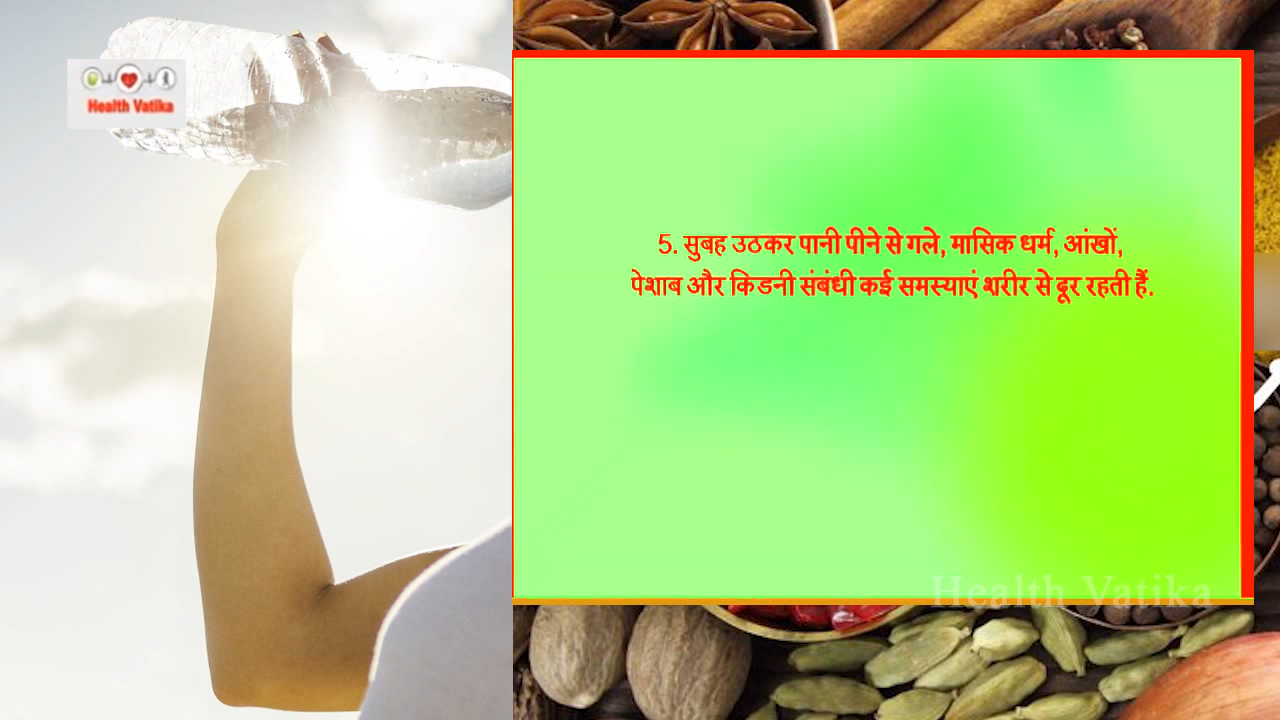 Health Vatika
5. सुबह उठकर पानी पीने से गले, मासिक धर्म, आंखों,
पेशाब और किडनी संबंधी कई समस्याएं शरीर से दूर रहती हैं.
Health Vatika